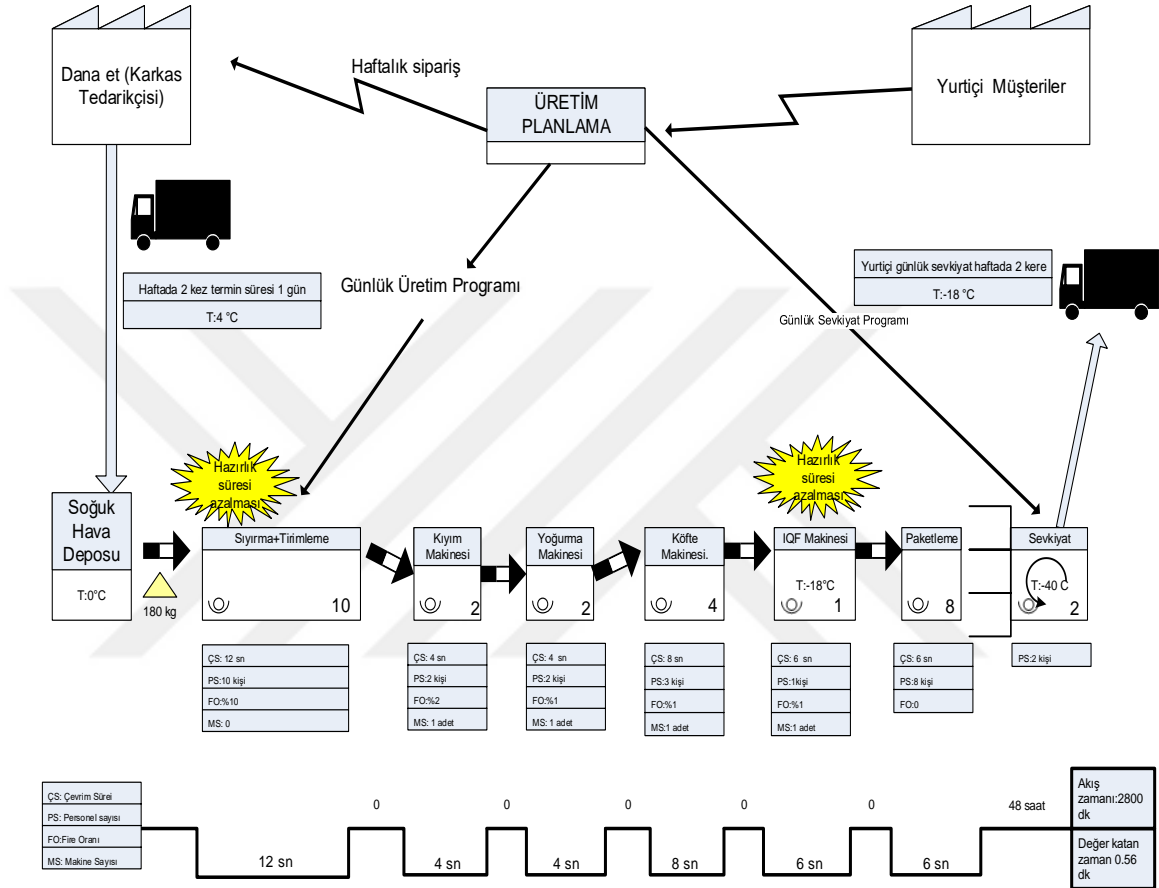 Dana et (Karkas
Tedarikçisi)
Haftalık sipariş
ÜRETİM
PLANLAMA
Yurtiçi Müşteriler
Haftada 2 kez termin süresi 1 gün
T:4 °C
Günlük Üretim Programı
Yurtiçi günlük sevkiyat haftada 2 kere
T:-18 °C
Günlük Sevkiyat Programı
Hazırlık
süresi
azalması
Hazırlık
süresi
azalması
Soğuk
Hava
Deposu
T:0°C
180 kg
Sıyırma+Tirimleme
10
Kıyım
Makinesi
2
Yoğurma
Makinesi
2
Köfte
Makinesi.
4
IQF Makinesi
T:-18°C
1
Paketleme
8
Sevkiyat
T:-40 C
2
ÇS: 12 sn
PS:10 kişi
FO:%10
MS: 0
ÇS: 4 sn
PS:2 kişi
FO:%2
MS: 1 adet
ÇS: 4 sn
PS:2 kişi
FO:%1
MS: 1 adet
ÇS: 8 sn
PS:3 kişi
FO:%1
MS:1 adet
ÇS: 6 sn
PS:1kişi
FO:%1
MS:1 adet
ÇS: 6 sn
PS:8 kişi
FO:0
PS:2 kişi
ÇS: Çevrim Sürei
PS: Personel sayısı
FO:Fire Oranı
MS: Makine Sayısı
0
0
0
0
0
48 saat
12 sn
4 sn
4 sn
8 sn
6 sn
6 sn
Akış
zamanı:2800
dk
Değer katan
zaman 0.56
dk